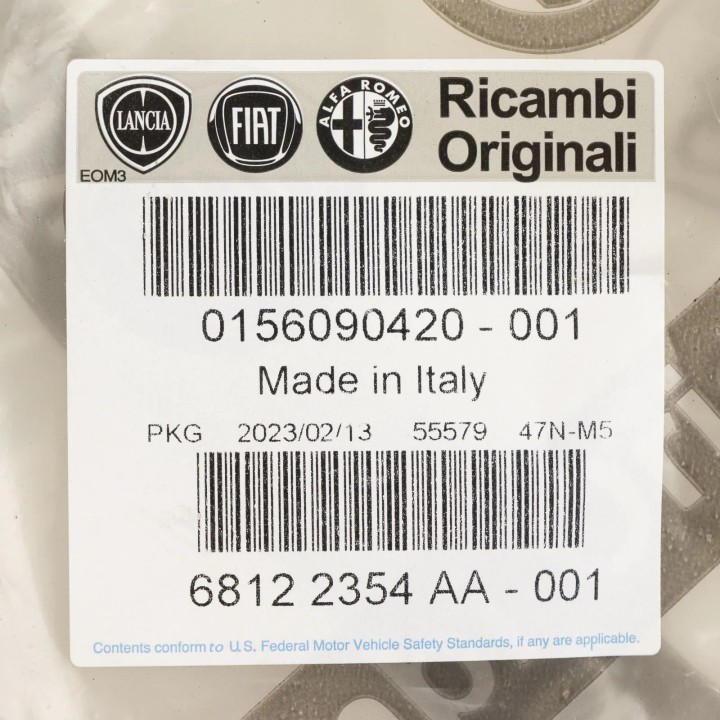 LANCIA FIAT ALFA ROMEO
Ricambi
Originali
EOM3
0156090420 - 001
Made in Italy
PKG 2023/02/13 55579 47N-M5
6812 2354 AA - 001
Contents conform to U.S. Federal Motor Vehicle Safety Standards, if any are applicable.